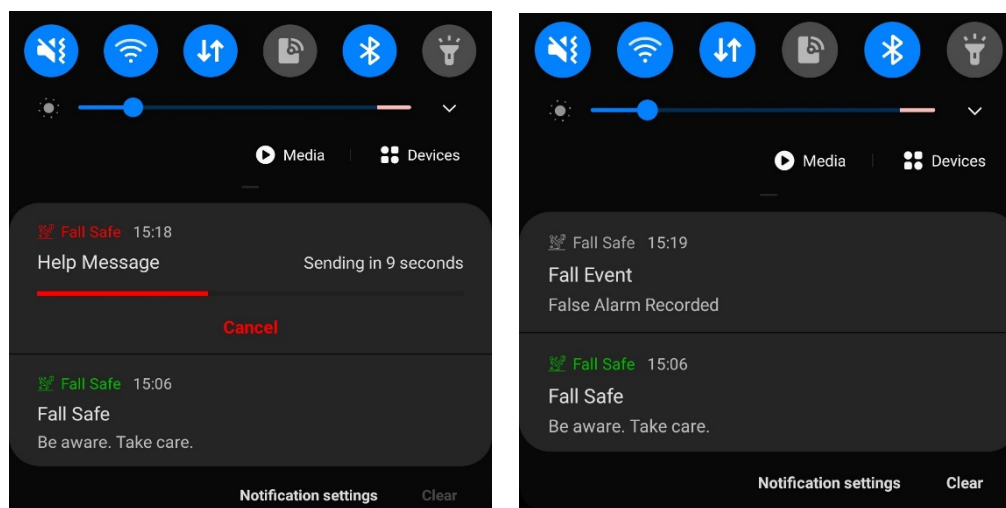 Media
Devices
Fall Safe 15:18
Help Message
Sending in 9 seconds
Cancel
Fall Safe 15:06
Fall Safe
Be aware. Take care.
Notification settings
Clear
Media
Devices
Fall Safe 15:19
Fall Event
False Alarm Recorded
Fall Safe 15:06
Fall Safe
Be aware. Take care.
Notification settings
Clear